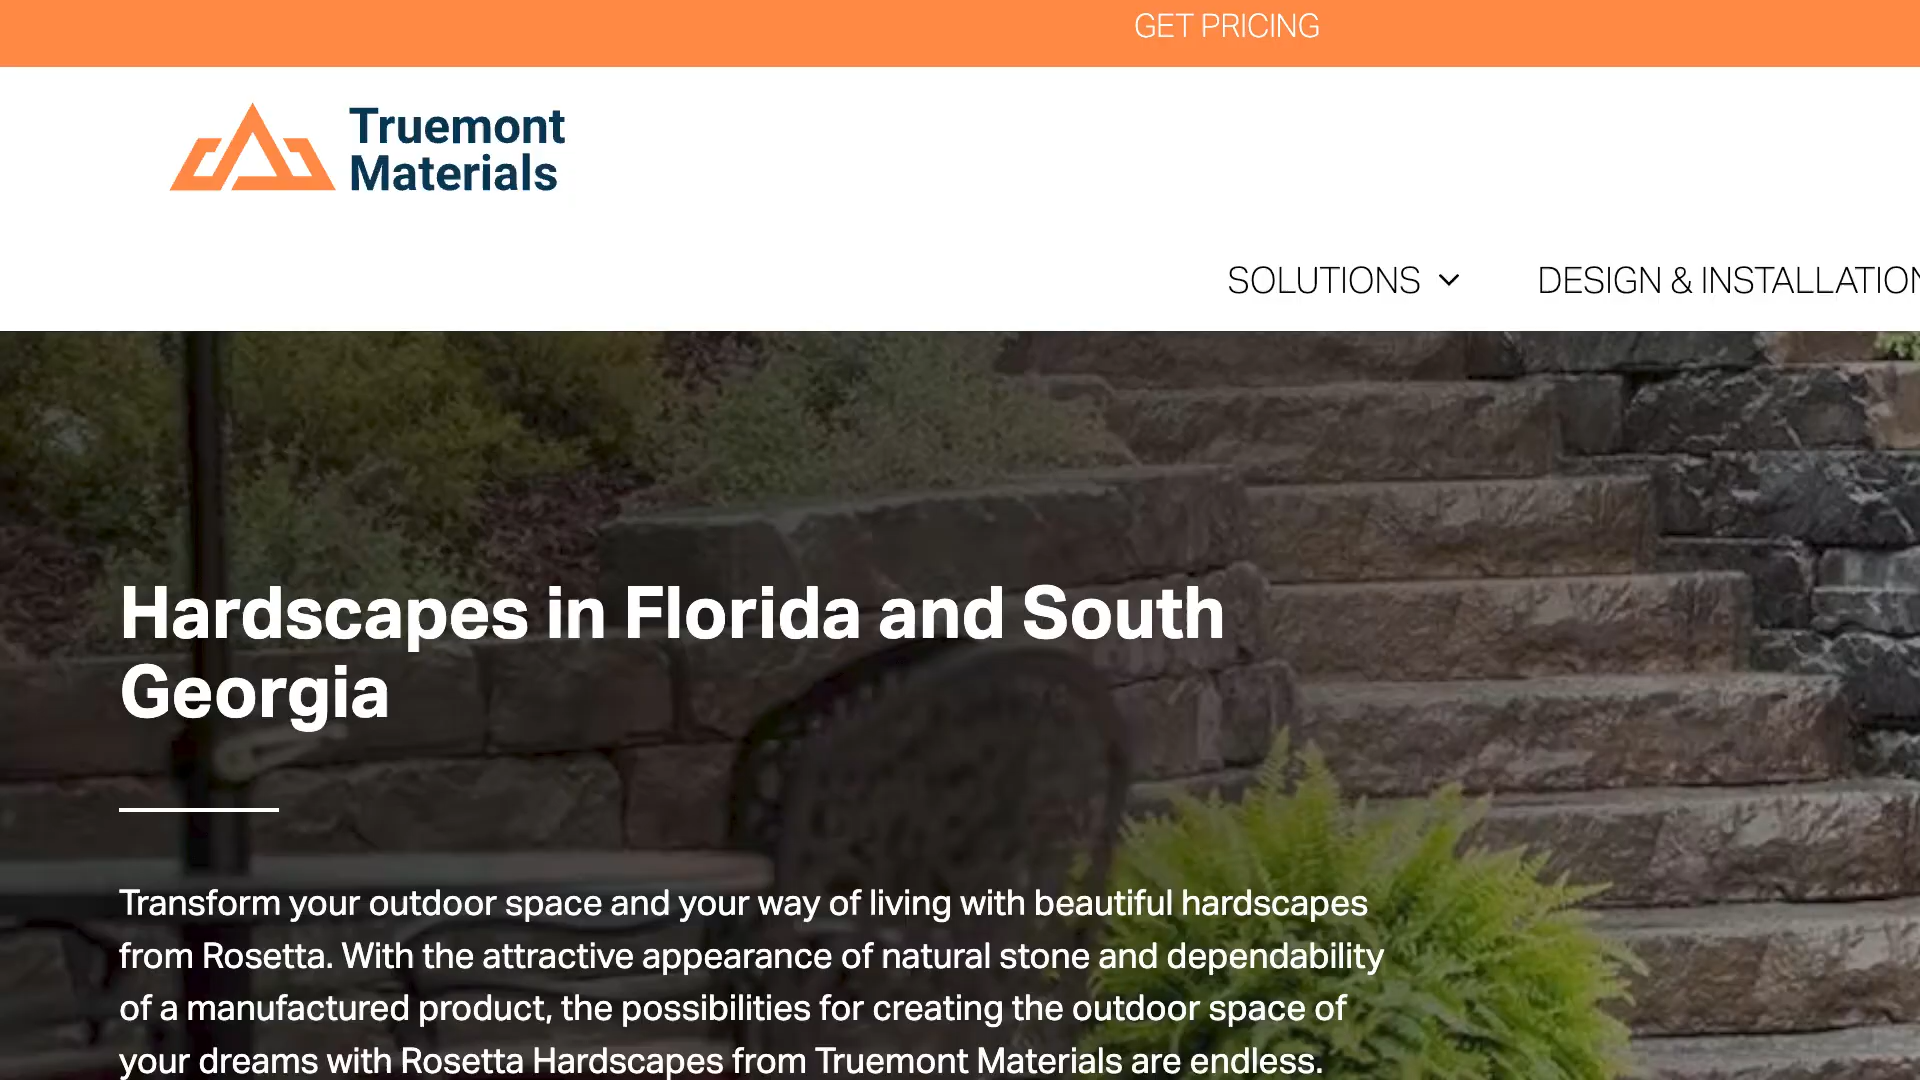 GET PRICING
Truemont
Materials
SOLUTIONS
DESIGN & INSTALLATION
Hardscapes in Florida and South
Georgia
Transform your outdoor space and your way of living with beautiful hardscapes
from Rosetta. With the attractive appearance of natural stone and dependability
of a manufactured product, the possibilities for creating the outdoor space of
your dreams with Rosetta Hardscapes from Truemont Materials are endless.